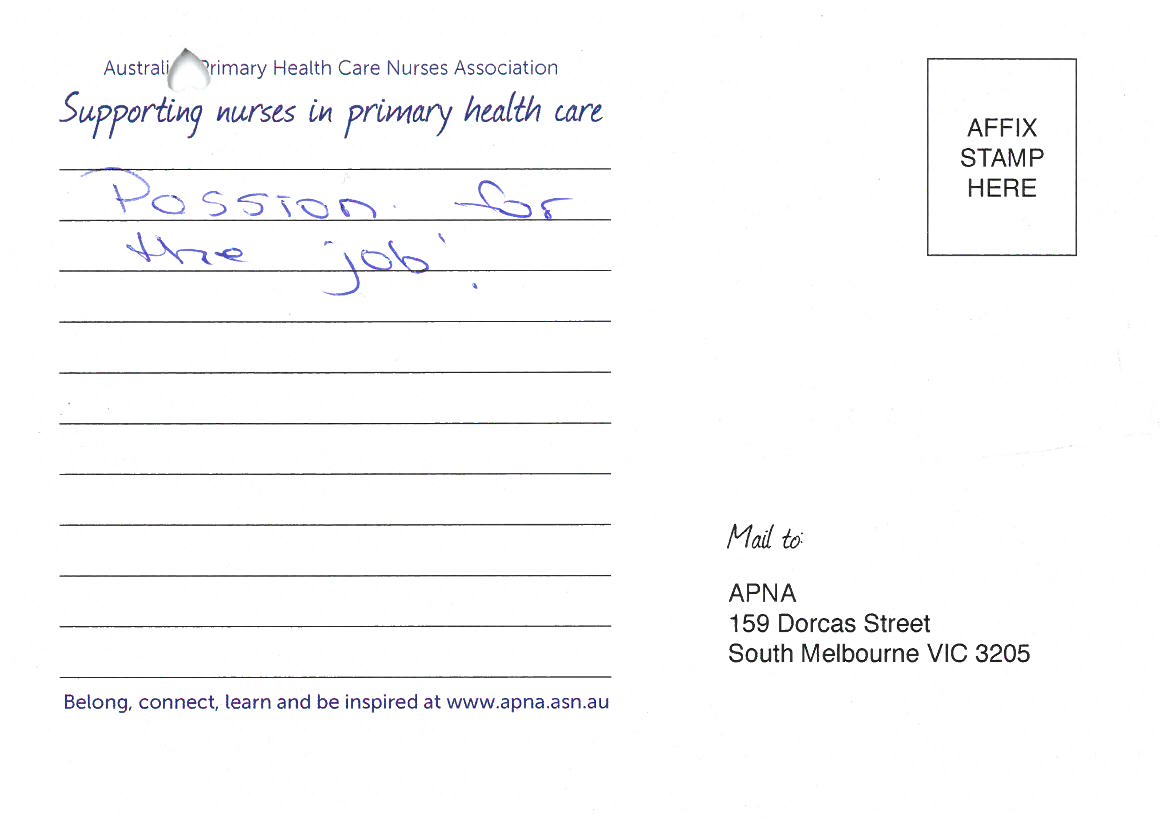 Australi Primary Health Care Nurses Association
Supporting nurses in primary health care
Passion for
the 'job'.
Belong, connect, learn and be inspired at www.apna.asn.au
AFFIX
STAMP
HERE
Mail to:
APNA
159 Dorcas Street
South Melbourne VIC 3205